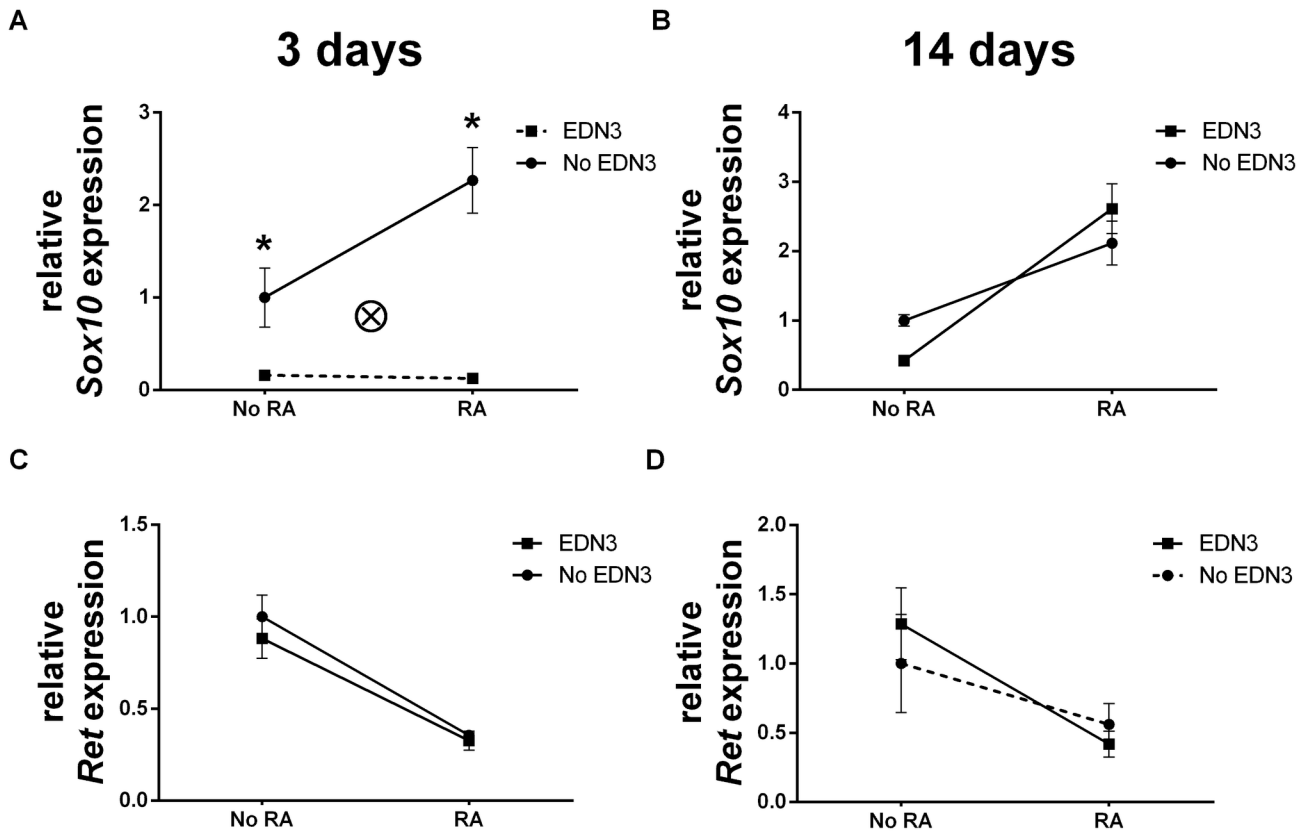 A
3 days
relative
Sox10 expression
3
2
1
0
*
*
No RA
RA
EDN3
No EDN3
B
14 days
relative
Sox10 expression
4
3
2
1
0
No RA
RA
EDN3
No EDN3
C
relative
Ret expression
1.5
1.0
0.5
0.0
No RA
RA
EDN3
No EDN3
D
relative
Ret expression
2.0
1.5
1.0
0.5
0.0
No RA
RA
EDN3
No EDN3